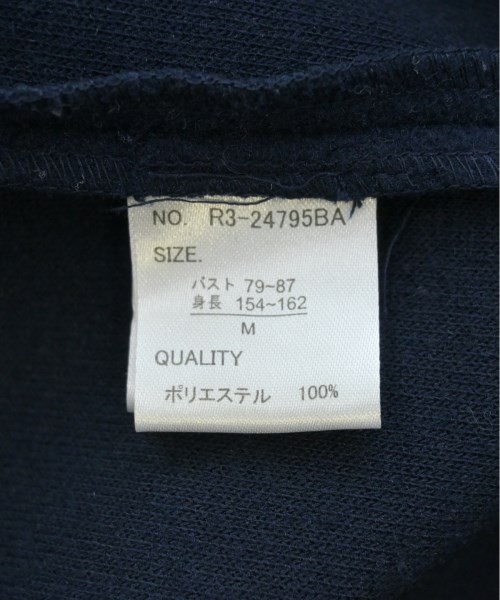 NO. R3-24795BA
SIZE.
バスト 79~87
身長 154~162
M
QUALITY
ポリエステル 100%